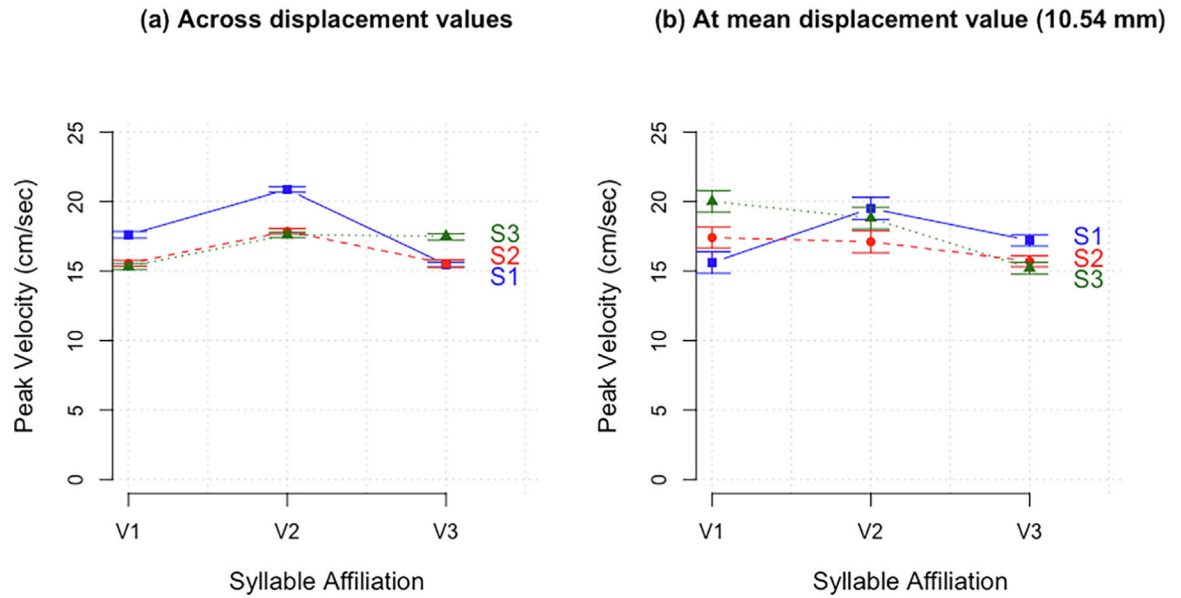 (a) Across displacement values
Peak Velocity (cm/sec)
25
20
15
10
5
0
S3
S2
S1
V1
V2
V3
Syllable Affiliation
(b) At mean displacement value (10.54 mm)
Peak Velocity (cm/sec)
25
20
15
10
5
0
S1
S2
S3
V1
V2
V3
Syllable Affiliation